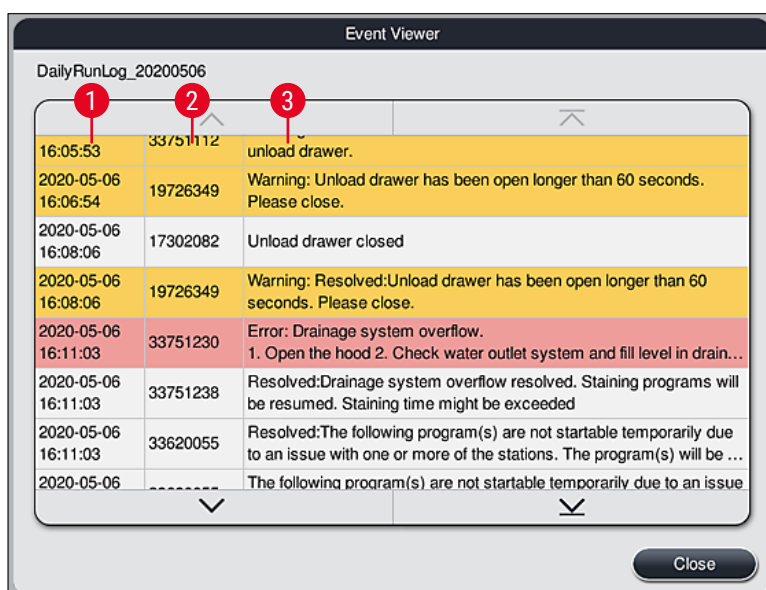 Event Viewer
DailyRunLog_20200506
1 2 3
16:05:53 33751112 unload drawer.
2020-05-06
16:06:54
19726349
Warning: Unload drawer has been open longer than 60 seconds.
Please close.
2020-05-06
16:08:06
17302082
Unload drawer closed
2020-05-06
16:08:06
19726349
Warning: Resolved:Unload drawer has been open longer than 60
seconds. Please close.
2020-05-06
16:11:03
33751230
Error: Drainage system overflow.
1. Open the hood 2. Check water outlet system and fill level in drain...
2020-05-06
16:11:03
33751238
Resolved:Drainage system overflow resolved. Staining programs will
be resumed. Staining time might be exceeded
2020-05-06
16:11:03
33620055
Resolved:The following program(s) are not startable temporarily due
to an issue with one or more of the stations. The program(s) will be ...
2020-05-06
The following program(s) are not startable temporarily due to an issue
Close